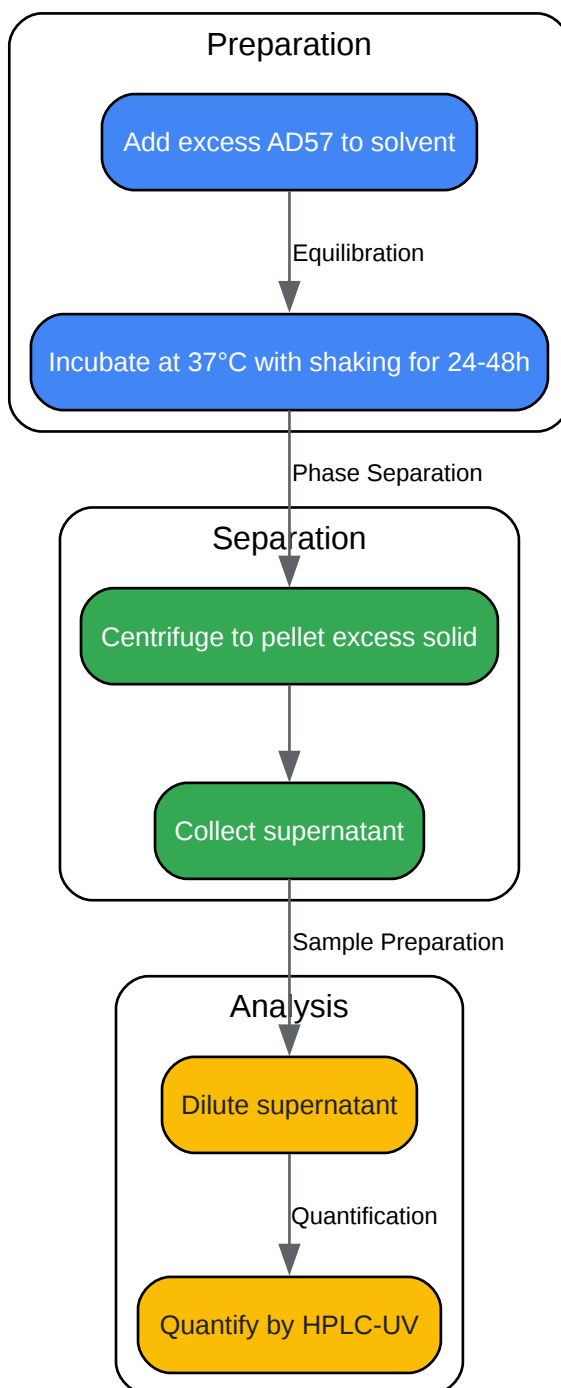 Preparation
Add excess AD57 to solvent
Equilibration
Incubate at 37°C with shaking for 24-48h
Phase Separation
Separation
Centrifuge to pellet excess solid
Collect supernatant
Sample Preparation
Analysis
Dilute supernatant
Quantification
Quantify by HPLC-UV